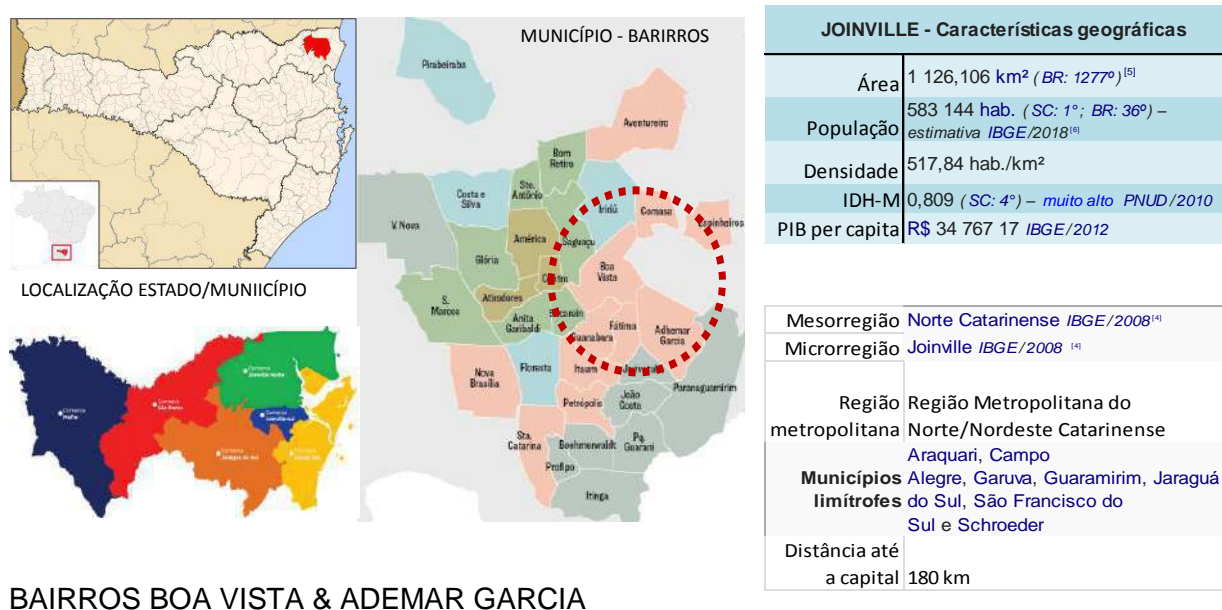 MUNICÍPIO - BARIRROS
LOCALIZAÇÃO ESTADO/MUNIICÍPIO
Pirabeiraba
Aventureiro
Bom
Retiro
Costa e
Silva
Sto.
Antônio
Iririú
Comasa
Espinheiros
V. Nova
América
Saguaçu
Glória
Boa
Vista
Centro
S.
Marcos
Atiradores
Anita
Garibaldi
Bucarein
Fátima
Adhemar
Garcia
Guanabara
Nova
Brasília
Floresta
Itaum
Paranaguamirim
Petrópolis
João
Costa
Sta.
Catarina
Boehmerwaldt
Pq.
Guarani
Profipo
Itinga
JOINVILLE - Características geográficas
Área 1 126,106 km² (BR: 1277º)[5]
População 583 144 hab. (SC: 1°; BR: 36º) –
estimativa IBGE/2018[6]
Densidade 517,84 hab./km²
IDH-M 0,809 (SC: 4°) – muito alto PNUD/2010
PIB per capita R$ 34 767 17 IBGE/2012
Mesorregião Norte Catarinense IBGE/2008[4]
Microrregião Joinville IBGE/2008 [4]
Região Região Metropolitana do
metropolitana Norte/Nordeste Catarinense
Araquari, Campo
Municípios Alegre, Garuva, Guaramirim, Jaraguá
limítrofes do Sul, São Francisco do
Sul e Schroeder
Distância até
a capital 180 km
BAIRROS BOA VISTA & ADEMAR GARCIA